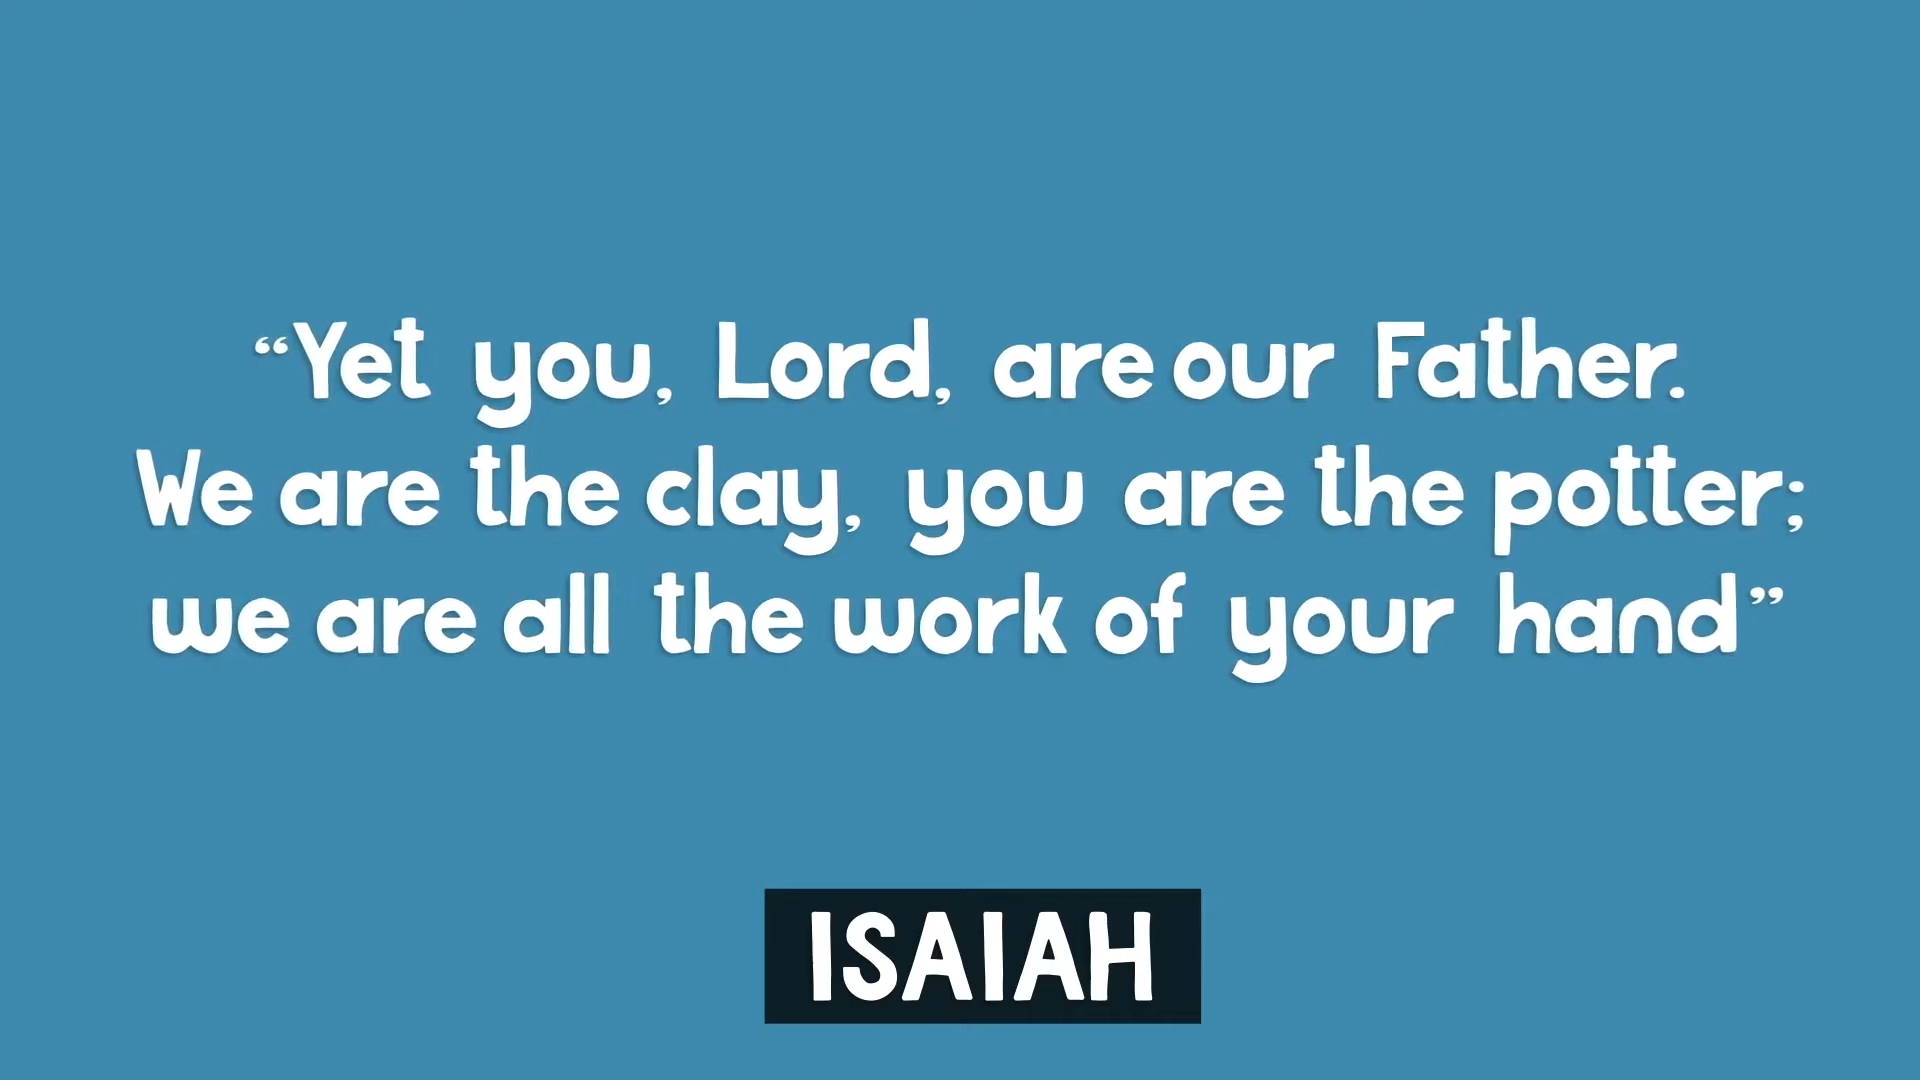 “Yet you, Lord, are our Father.
We are the clay, you are the potter;
we are all the work of your hand”
ISAIAH